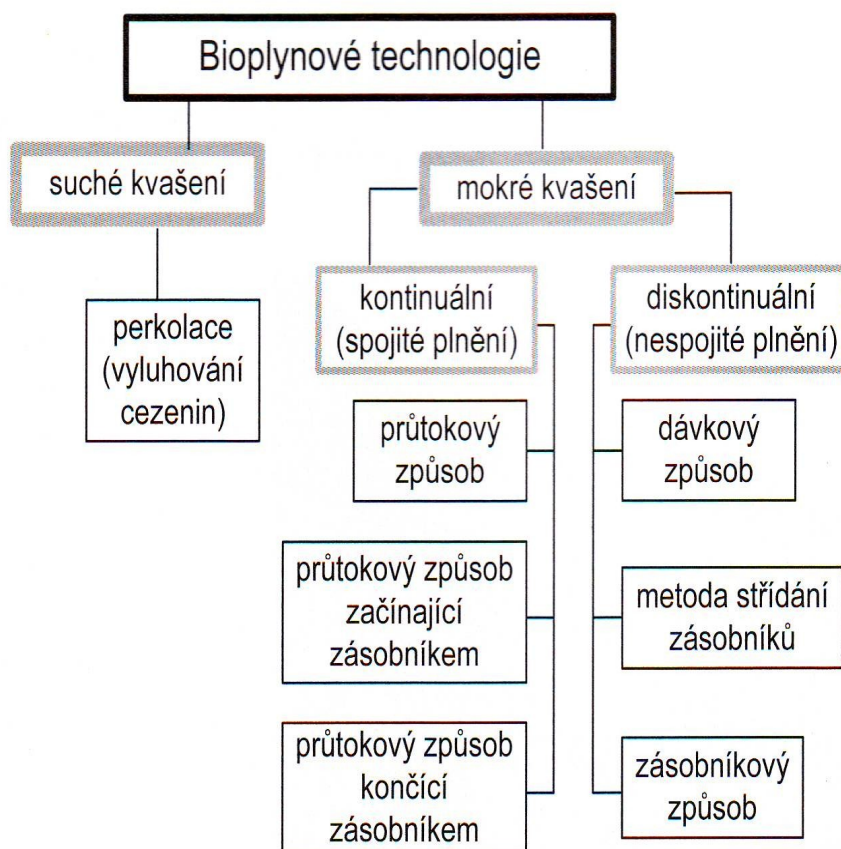 Bioplynové technologie
suché kvašení
mokré kvašení
perkolace
(vyluhování
cezenin)
kontinuální
(spojité plnění)
průtokový
způsob
průtokový způsob
začínající
zásobníkem
průtokový způsob
končící
zásobníkem
diskontinuální
(nespojité plnění)
dávkový
způsob
metoda střídání
zásobníků
zásobníkový
způsob